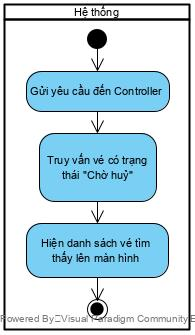 Hệ thống
Gửi yêu cầu đến Controller
Truy vấn vé có trạng
thái "Chờ huỷ"
Hiện danh sách vé tìm
thấy lên màn hình
Powered By Visual Paradigm Community E